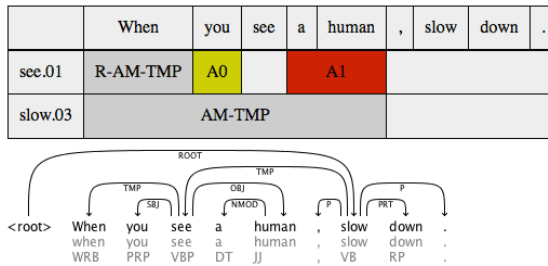 When you see a human , slow down .
see.01 R-AM-TMP A0 A1
slow.03 AM-TMP
ROOT
TMP
TMP OBJ P
SBJ NMOD P PRT
<root> When you see a human , slow down .
when you see a human , slow down .
WRB PRP VBP DT JJ , VB RP .